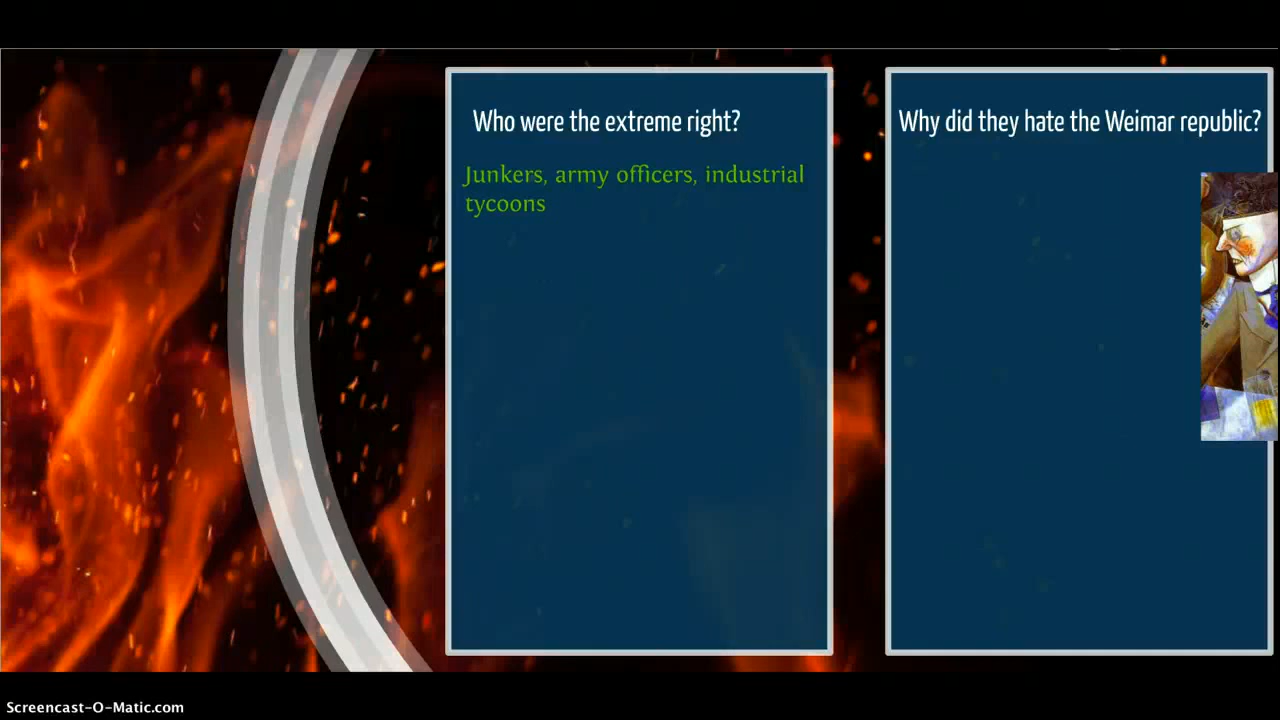 Who were the extreme right?
Junkers, army officers, industrial
tycoons
Why did they hate the Weimar republic?
Screencast-O-Matic.com